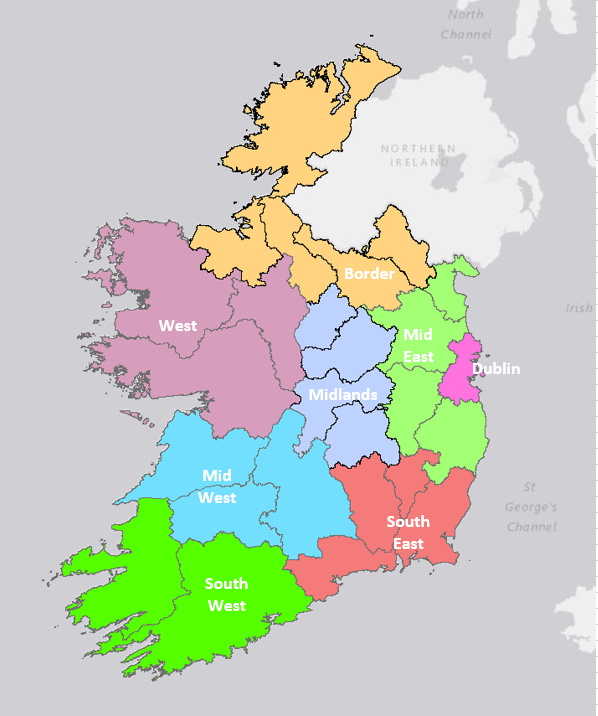 North
Channel
NORTHERN
IRELAND
Border
Irish
West
Mid
East
Dublin
Midlands
Mid
West
St.
George's
Channel
South
East
South
West